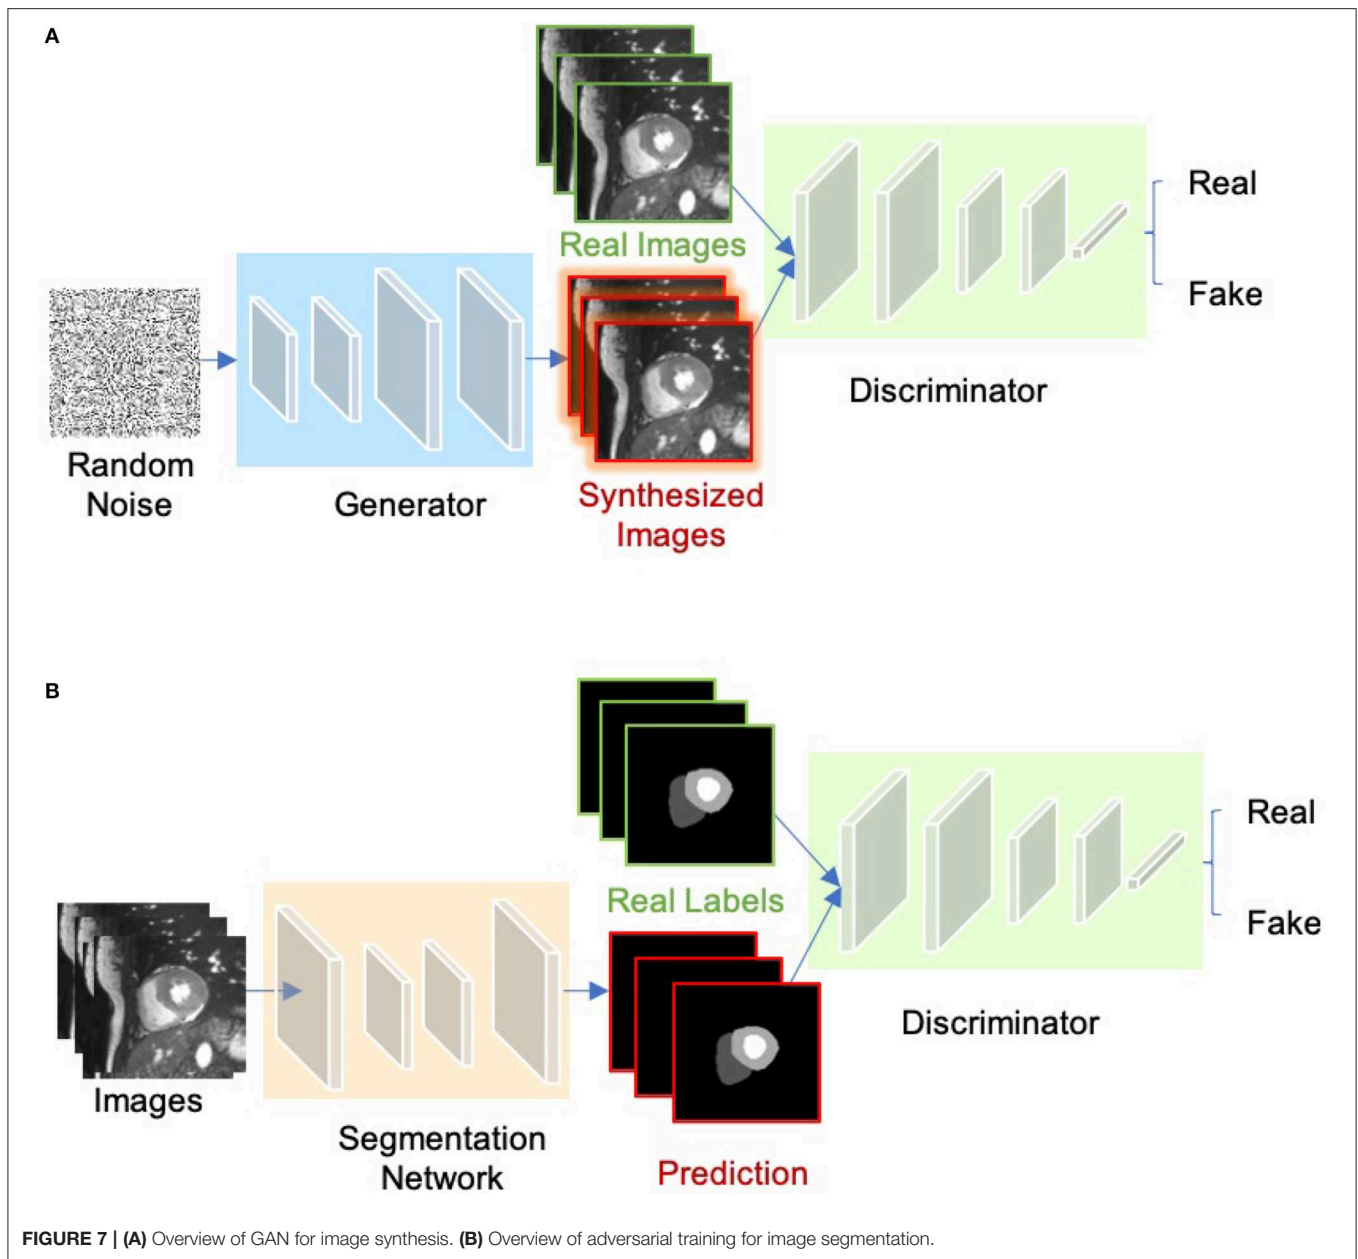 A
Real Images
Real
Fake
Discriminator
Random
Noise
Generator
Synthesized
Images
B
Real Labels
Real
Fake
Discriminator
Images
Segmentation
Network
Prediction
FIGURE 7 | (A) Overview of GAN for image synthesis. (B) Overview of adversarial training for image segmentation.